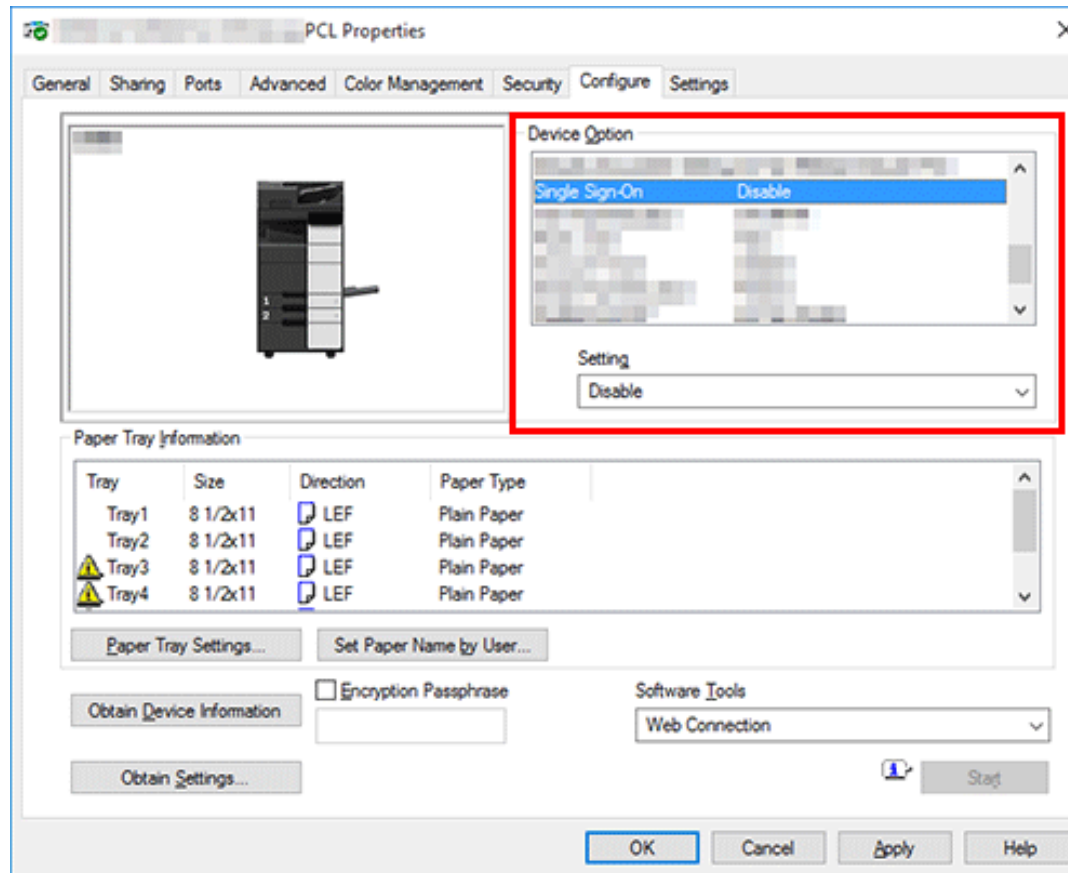 PCL Properties
General Sharing Ports Advanced Color Management Security Configure Settings
Device Option
Single Sign-On Disable
1
2
Setting
Disable
Paper Tray Information
Tray Size Direction Paper Type
Tray1 8 1/2x11 LEF Plain Paper
Tray2 8 1/2x11 LEF Plain Paper
Tray3 8 1/2x11 LEF Plain Paper
Tray4 8 1/2x11 LEF Plain Paper
Paper Tray Settings... Set Paper Name by User...
Obtain Device Information Encryption Passphrase Software Tools
Web Connection
Obtain Settings... Start
OK Cancel Apply Help